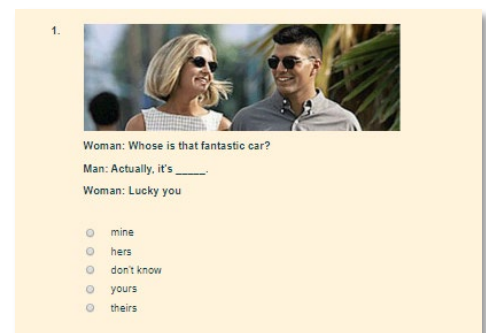 1.
Woman: Whose is that fantastic car?
Man: Actually, it's _____.
Woman: Lucky you
mine
hers
don't know
yours
theirs